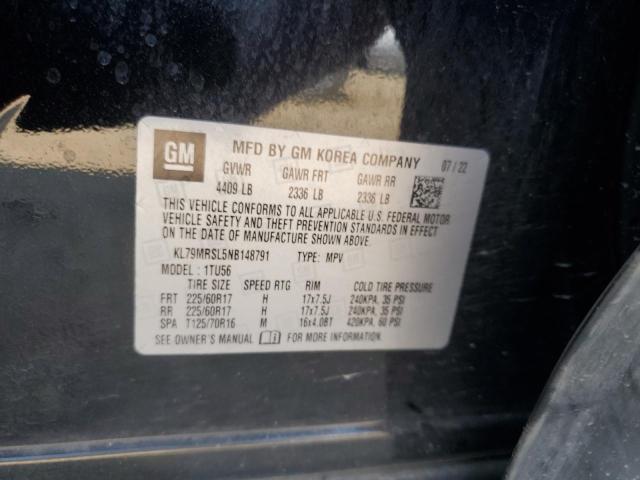 GM
MFD BY GM KOREA COMPANY 07/22
GVWR GAWR FRT GAWR RR
4409 LB 2336 LB 2336 LB
THIS VEHICLE CONFORMS TO ALL APPLICABLE U.S. FEDERAL MOTOR
VEHICLE SAFETY AND THEFT PREVENTION STANDARDS IN EFFECT
ON THE DATE OF MANUFACTURE SHOWN ABOVE.
KL79MRSL5NB148791 TYPE: MPV
MODEL: 1TU56
TIRE SIZE SPEED RTG RIM
FRT 225/60R17 H 17x7.5J 240KPA, 35 PSI
RR 225/60R17 H 17x7.5J 240KPA, 35 PSI
SPA T125/70R16 M 16x4.0BT 420KPA, 60 PSI
SEE OWNER'S MANUAL FOR MORE INFORMATION.